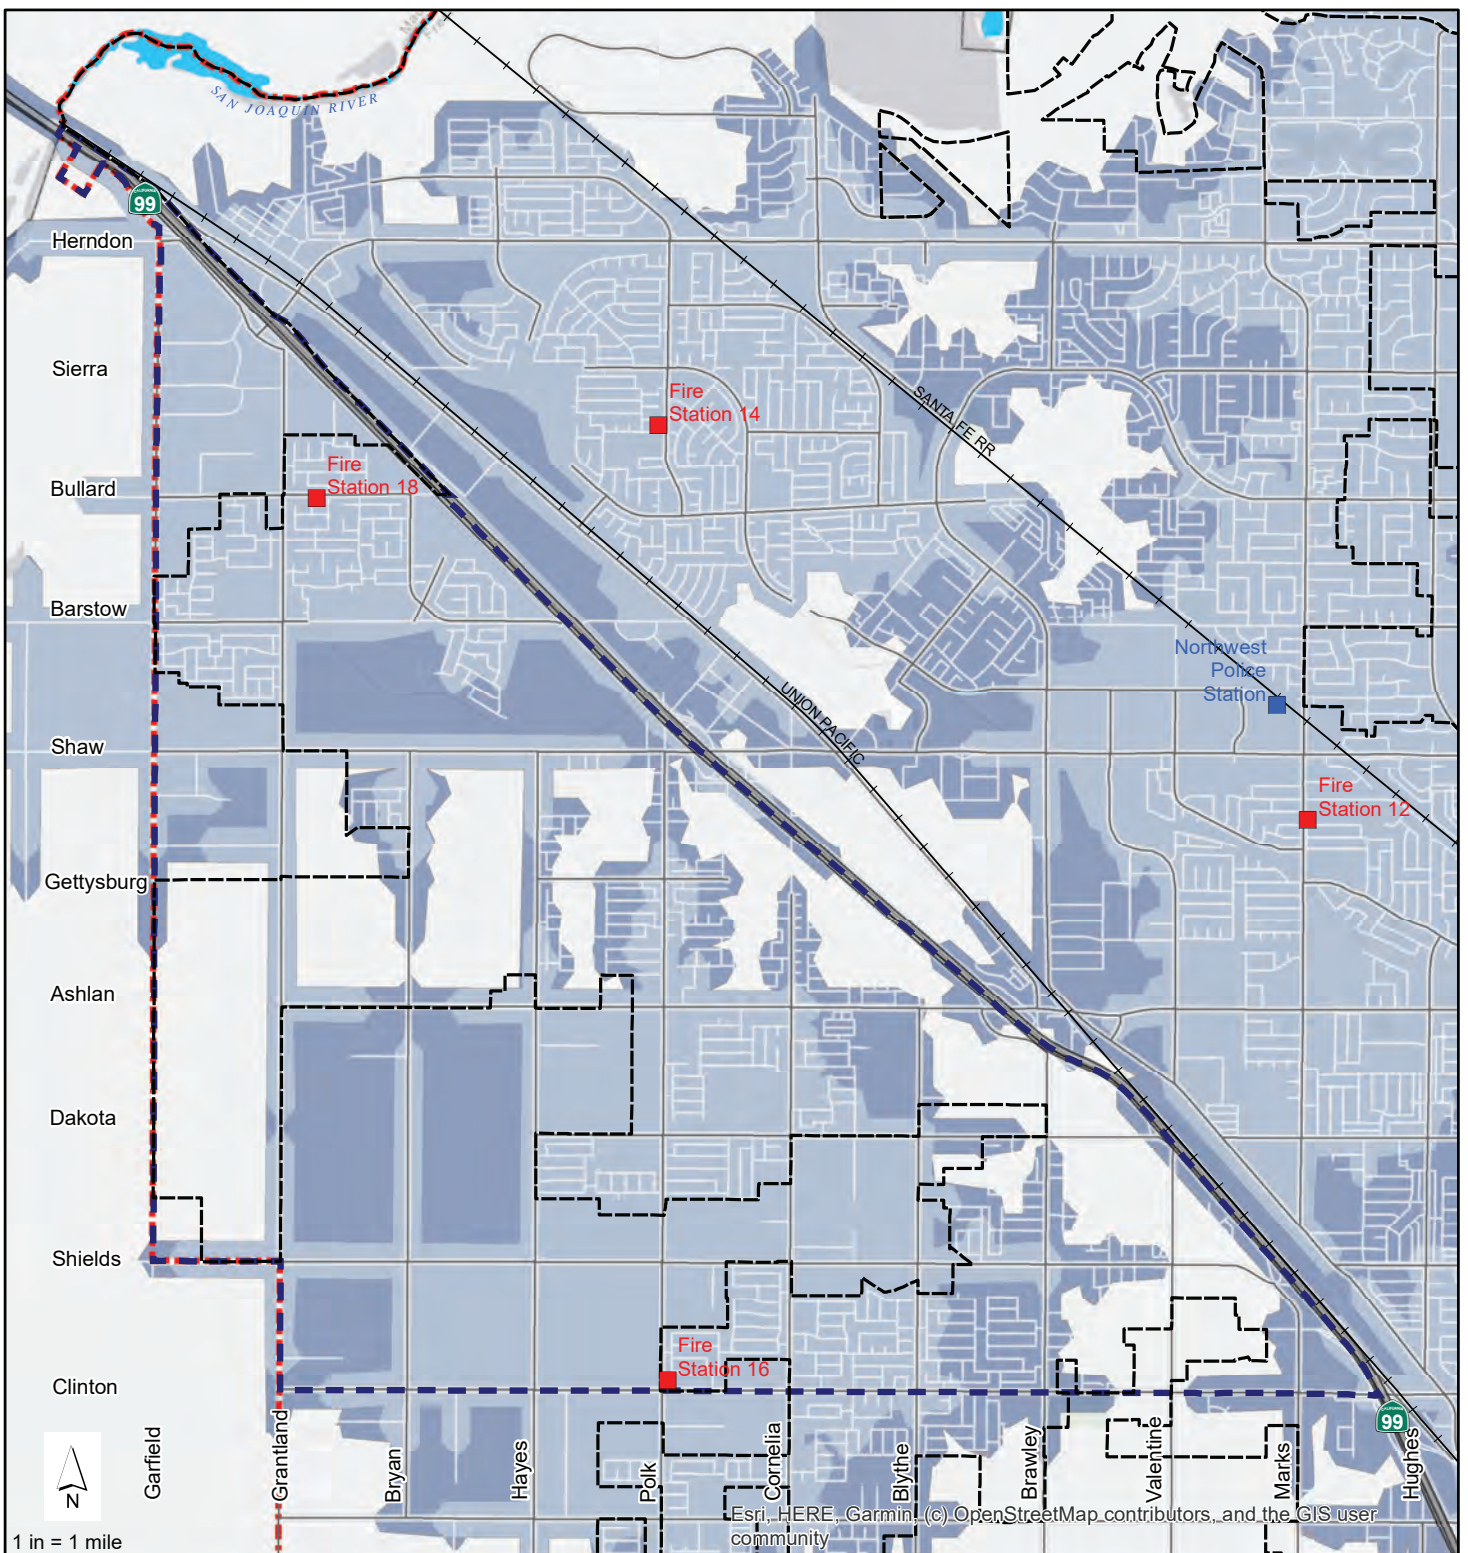 SAN JOAQUIN RIVER
CALIFORNIA
99
Herndon
Sierra
Fire
Station 14
SANTA FE RR
Fire
Station 18
Bullard
Barstow
Northwest
Police
Station
UNION PACIFIC
Shaw
Fire
Station 12
Gettysburg
Ashlan
Dakota
Shields
Fire
Station 16
Clinton
CALIFORNIA
99
Garfield
Grantland
Bryan
Hayes
Polk
Cornelia
Blythe
Brawley
Valentine
Marks
Hughes
N
Esri, HERE, Garmin, (c) OpenStreetMap contributors, and the GIS user
community
1 in = 1 mile